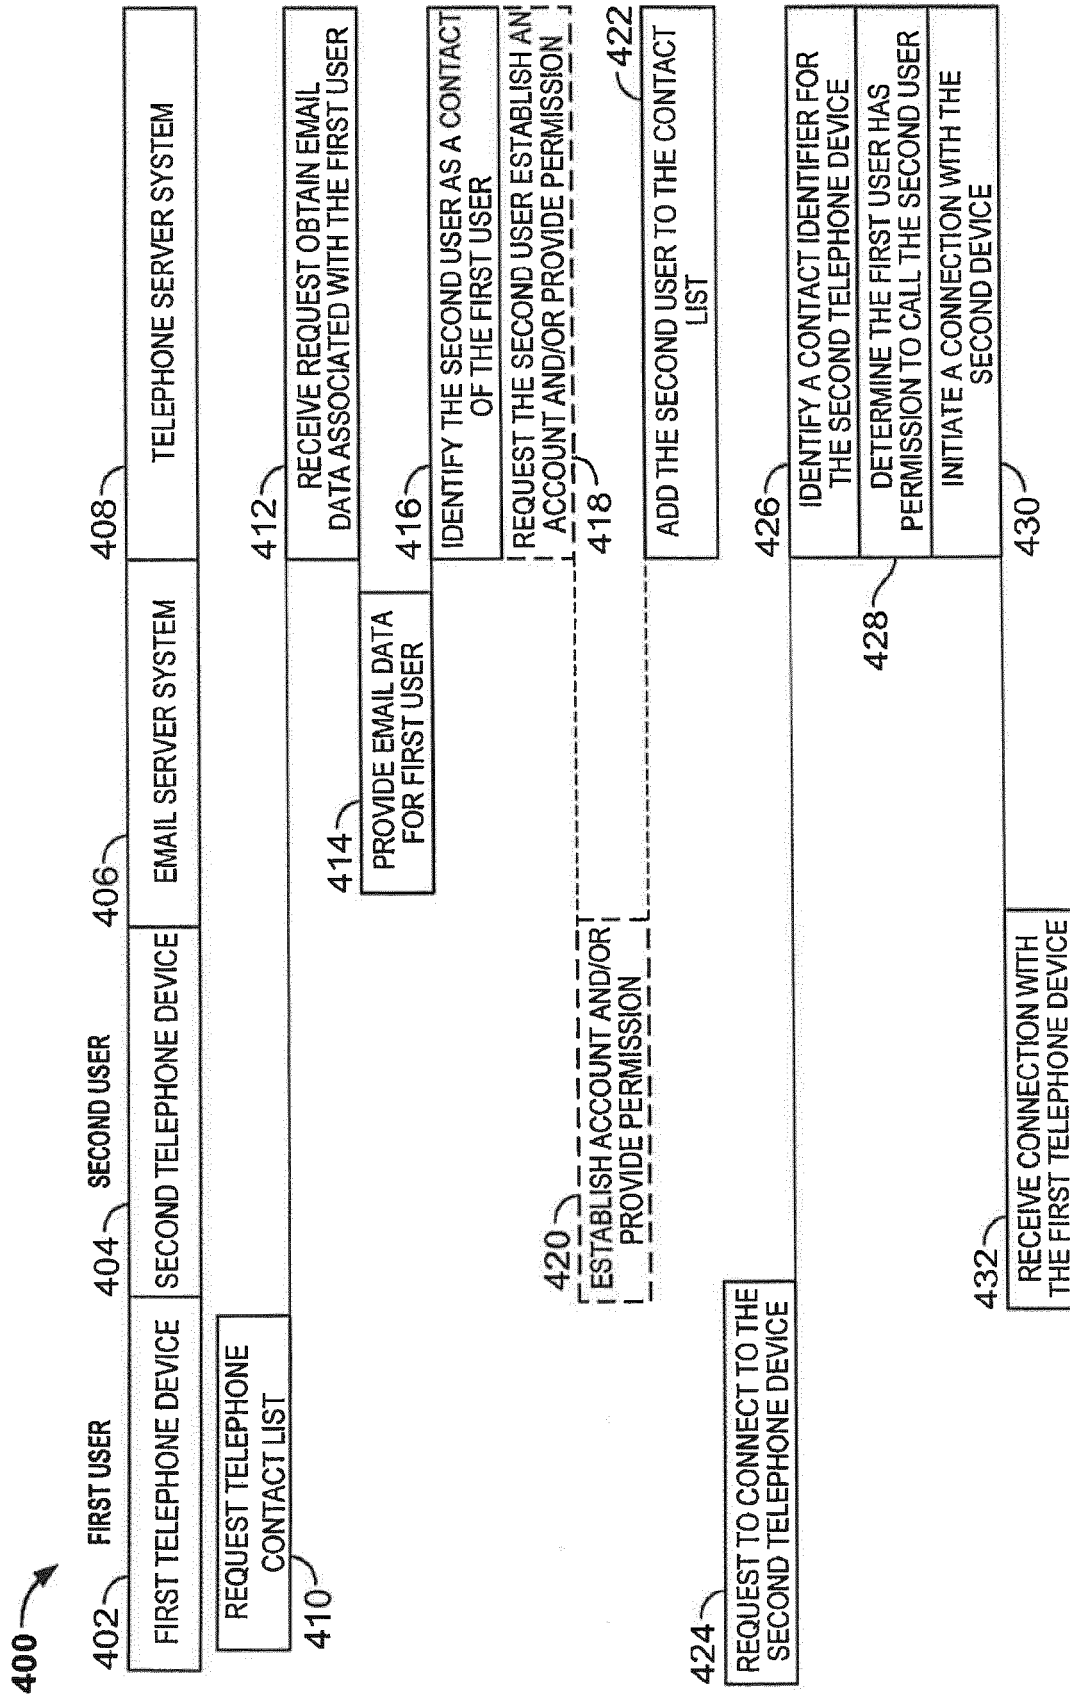 400
FIRST USER
SECOND USER
402
404
406
408
FIRST TELEPHONE DEVICE
SECOND TELEPHONE DEVICE
EMAIL SERVER SYSTEM
TELEPHONE SERVER SYSTEM
REQUEST TELEPHONE
CONTACT LIST
410
412
RECEIVE REQUEST OBTAIN EMAIL
DATA ASSOCIATED WITH THE FIRST USER
414
PROVIDE EMAIL DATA
FOR FIRST USER
416
IDENTIFY THE SECOND USER AS A CONTACT
OF THE FIRST USER
REQUEST THE SECOND USER ESTABLISH AN
ACCOUNT AND/OR PROVIDE PERMISSION
418
420
ESTABLISH ACCOUNT AND/OR
PROVIDE PERMISSION
422
ADD THE SECOND USER TO THE CONTACT
LIST
424
REQUEST TO CONNECT TO THE
SECOND TELEPHONE DEVICE
426
IDENTIFY A CONTACT IDENTIFIER FOR
THE SECOND TELEPHONE DEVICE
DETERMINE THE FIRST USER HAS
PERMISSION TO CALL THE SECOND USER
428
INITIATE A CONNECTION WITH THE
SECOND DEVICE
430
432
RECEIVE CONNECTION WITH
THE FIRST TELEPHONE DEVICE